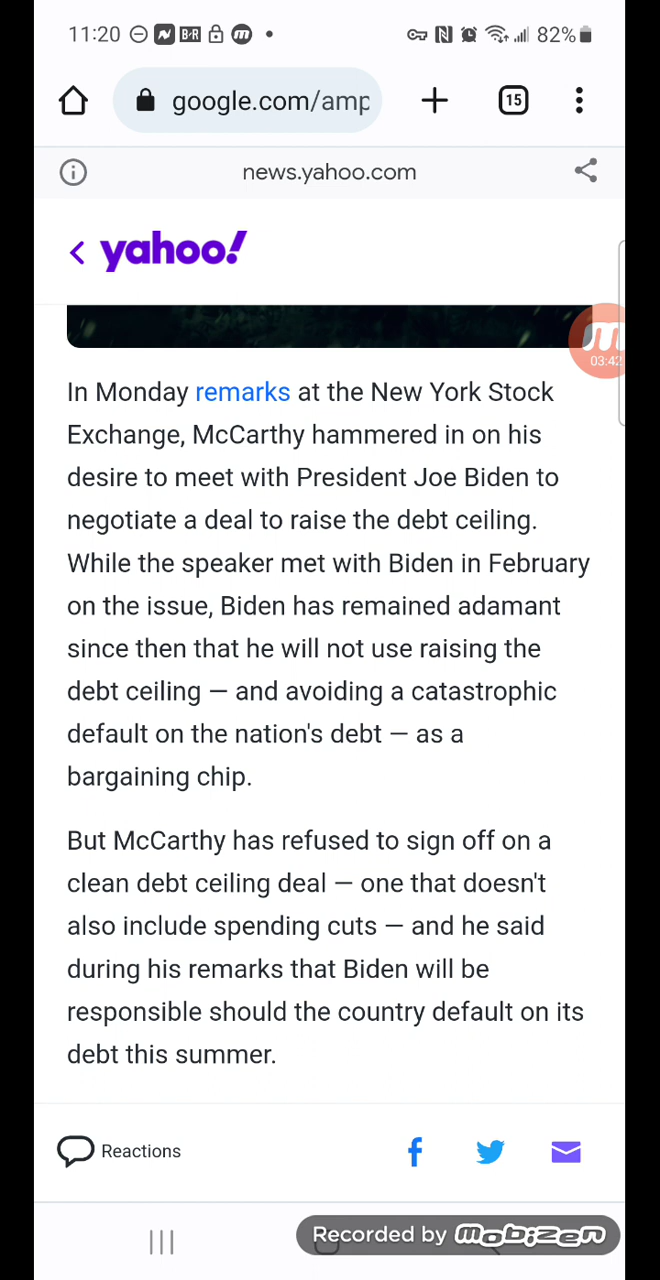 11:20 N B·R m 82%
google.com/amp 15
news.yahoo.com
yahoo!
03:42
In Monday remarks at the New York Stock
Exchange, McCarthy hammered in on his
desire to meet with President Joe Biden to
negotiate a deal to raise the debt ceiling.
While the speaker met with Biden in February
on the issue, Biden has remained adamant
since then that he will not use raising the
debt ceiling — and avoiding a catastrophic
default on the nation's debt — as a
bargaining chip.
But McCarthy has refused to sign off on a
clean debt ceiling deal — one that doesn't
also include spending cuts — and he said
during his remarks that Biden will be
responsible should the country default on its
debt this summer.
Reactions
Recorded by mobizen